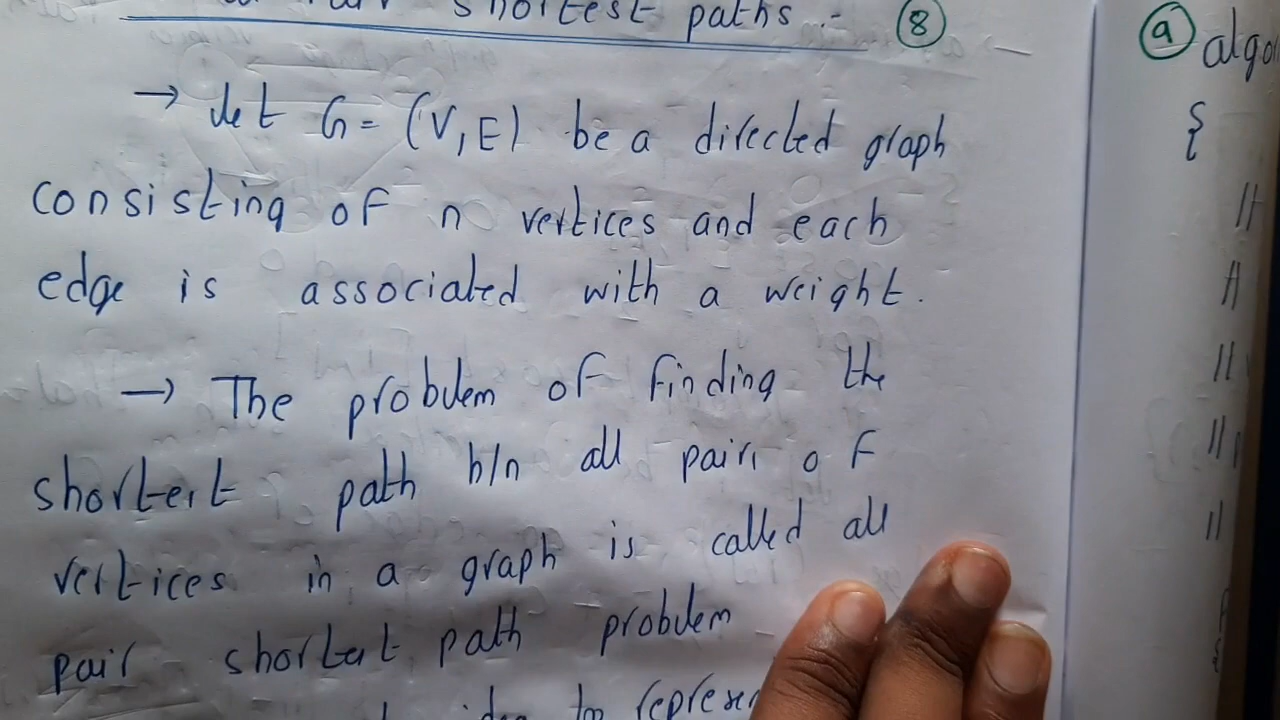 shortest paths :- 8
→ Let G = (V, E) be a directed graph
consisting of n vertices and each
edge is associated with a weight.
→ The problem of finding the
shortest path b/n all pairs of
vertices in a graph is called all
pair shortest path problem
to represen
a algo
{
//
//
//
//
//